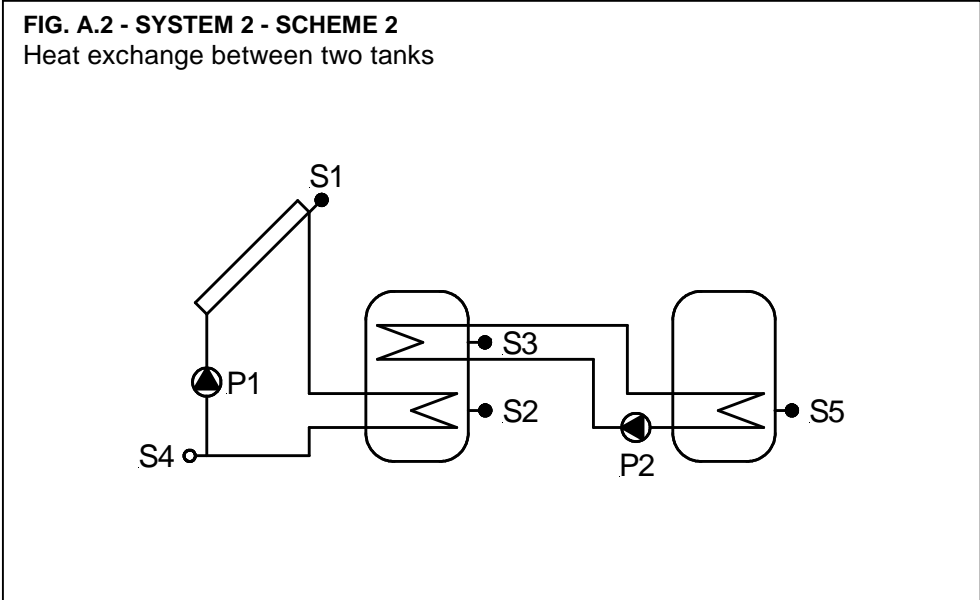 FIG. A.2 - SYSTEM 2 - SCHEME 2
Heat exchange between two tanks
S1
S3
P1
S2
S5
S4
P2